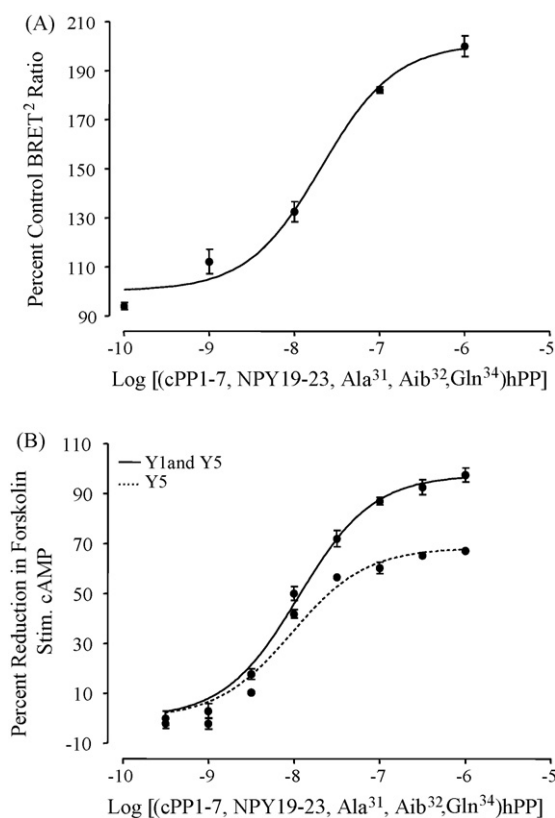 (A)
Percent Control BRET² Ratio
210
190
170
150
130
110
90
-10
-9
-8
-7
-6
-5
Log [(cPP1-7, NPY19-23, Ala³¹, Aib³²,Gln³⁴)hPP]
(B)
Percent Reduction in Forskolin
Stim. cAMP
110
90
70
50
30
10
-10
Y1and Y5
Y5
-10
-9
-8
-7
-6
-5
Log [(cPP1-7, NPY19-23, Ala³¹, Aib³²,Gln³⁴)hPP]